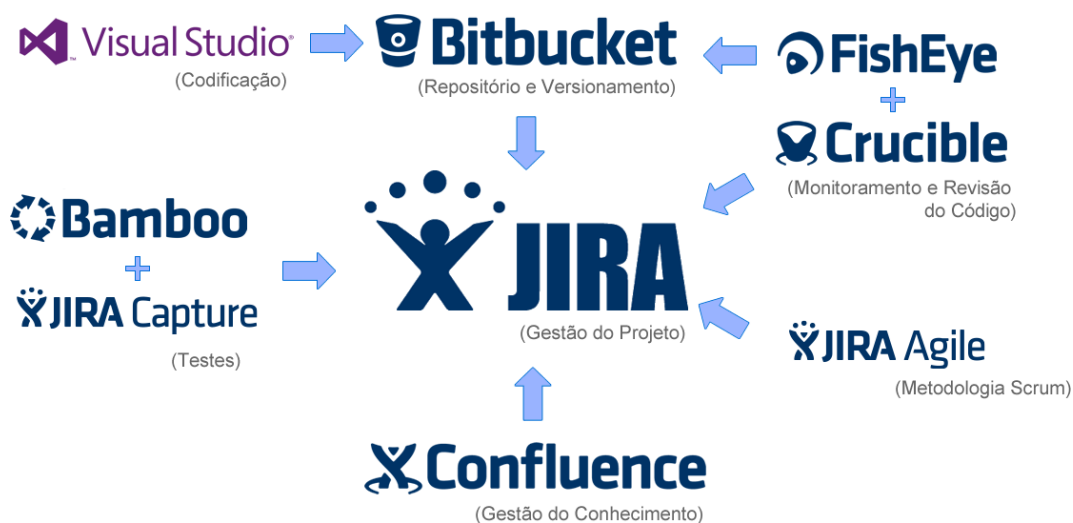 Visual Studio
(Codificação)
Bitbucket
(Repositório e Versionamento)
FishEye
+
Crucible
(Monitoramento e Revisão
do Código)
Bamboo
+
JIRA Capture
(Testes)
JIRA
(Gestão do Projeto)
JIRA Agile
(Metodologia Scrum)
Confluence
(Gestão do Conhecimento)